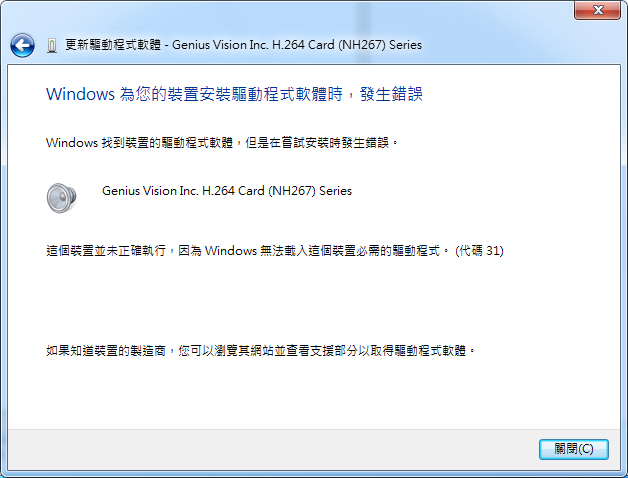 更新驅動程式軟體 - Genius Vision Inc. H.264 Card (NH267) Series
Windows 為您的裝置安裝驅動程式軟體時，發生錯誤
Windows 找到裝置的驅動程式軟體，但是在嘗試安裝時發生錯誤。
Genius Vision Inc. H.264 Card (NH267) Series
這個裝置並未正確執行，因為 Windows 無法載入這個裝置必需的驅動程式。 (代碼 31)
如果知道裝置的製造商，您可以瀏覽其網站並查看支援部分以取得驅動程式軟體。
關閉(C)